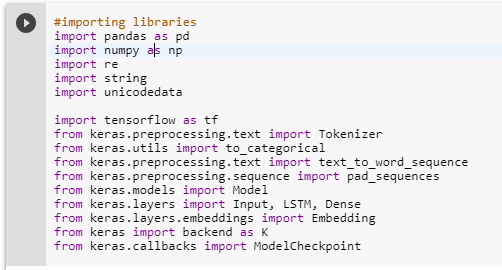 #importing libraries
import pandas as pd
import numpy as np
import re
import string
import unicodedata
import tensorflow as tf
from keras.preprocessing.text import Tokenizer
from keras.utils import to_categorical
from keras.preprocessing.text import text_to_word_sequence
from keras.preprocessing.sequence import pad_sequences
from keras.models import Model
from keras.layers import Input, LSTM, Dense
from keras.layers.embeddings import Embedding
from keras import backend as K
from keras.callbacks import ModelCheckpoint